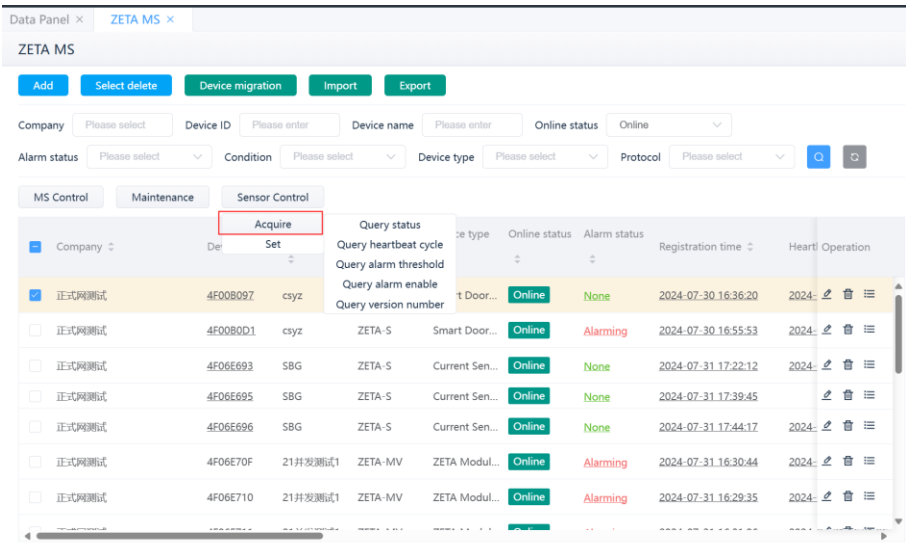 Data Panel × ZETA MS ×
ZETA MS
Add Select delete Device migration Import Export
Company Please select Device ID Please enter Device name Please enter Online status Online
Alarm status Please select Condition Please select Device type Please select Protocol Please select
MS Control Maintenance Sensor Control
Acquire Query status
Set Query heartbeat cycle
Query alarm threshold
Query alarm enable
Query version number
Company Online status Alarm status Registration time Operation
正式网测试 4F00B097 csyz Online None 2024-07-30 16:36:20 2024-
正式网测试 4F00B0D1 csyz ZETA-S Smart Door... Online Alarming 2024-07-30 16:55:53 2024-
正式网测试 4F06E693 SBG ZETA-S Current Sen... Online None 2024-07-31 17:22:12 2024-
正式网测试 4F06E695 SBG ZETA-S Current Sen... Online None 2024-07-31 17:39:45
正式网测试 4F06E696 SBG ZETA-S Current Sen... Online None 2024-07-31 17:44:17 2024-
正式网测试 4F06E70F 21并发测试1 ZETA-MV ZETA Modul... Online Alarming 2024-07-31 16:30:44 2024-
正式网测试 4F06E710 21并发测试1 ZETA-MV ZETA Modul... Online Alarming 2024-07-31 16:29:35 2024-